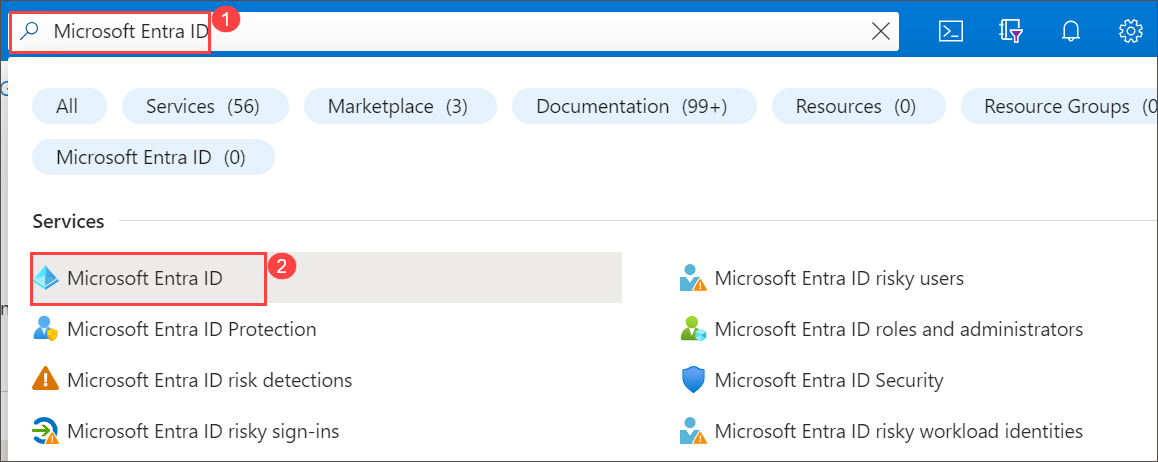 Microsoft Entra ID 1
All Services (56) Marketplace (3) Documentation (99+) Resources (0) Resource Groups (0
Microsoft Entra ID (0)
Services
Microsoft Entra ID 2
Microsoft Entra ID risky users
Microsoft Entra ID Protection
Microsoft Entra ID roles and administrators
Microsoft Entra ID risk detections
Microsoft Entra ID Security
Microsoft Entra ID risky sign-ins
Microsoft Entra ID risky workload identities